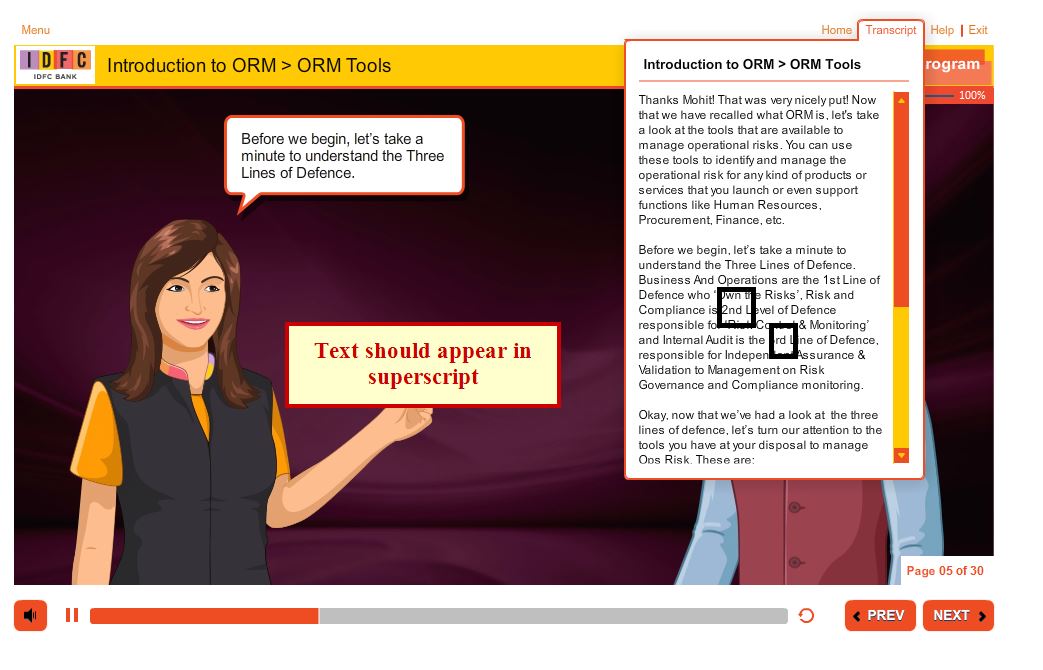 Menu
Home Transcript Help Exit
IDFC
IDFC BANK
Introduction to ORM > ORM Tools
rogram
100%
Before we begin, let's take a
minute to understand the Three
Lines of Defence.
Text should appear in
superscript
Introduction to ORM > ORM Tools
Thanks Mohit! That was very nicely put! Now
that we have recalled what ORM is, let's take
a look at the tools that are available to
manage operational risks. You can use
these tools to identify and manage the
operational risk for any kind of products or
services that you launch or even support
functions like Human Resources,
Procurement, Finance, etc.
Before we begin, let's take a minute to
understand the Three Lines of Defence.
Business And Operations are the 1st Line of
Defence who 'Own the Risks', Risk and
Compliance is 2nd Level of Defence
responsible for 'Risk Control & Monitoring'
and Internal Audit is the 3rd Line of Defence,
responsible for Independent Assurance &
Validation to Management on Risk
Governance and Compliance monitoring.
Okay, now that we've had a look at the three
lines of defence, let's turn our attention to the
tools you have at your disposal to manage
Ops Risk. These are:
Page 05 of 30
PREV
NEXT